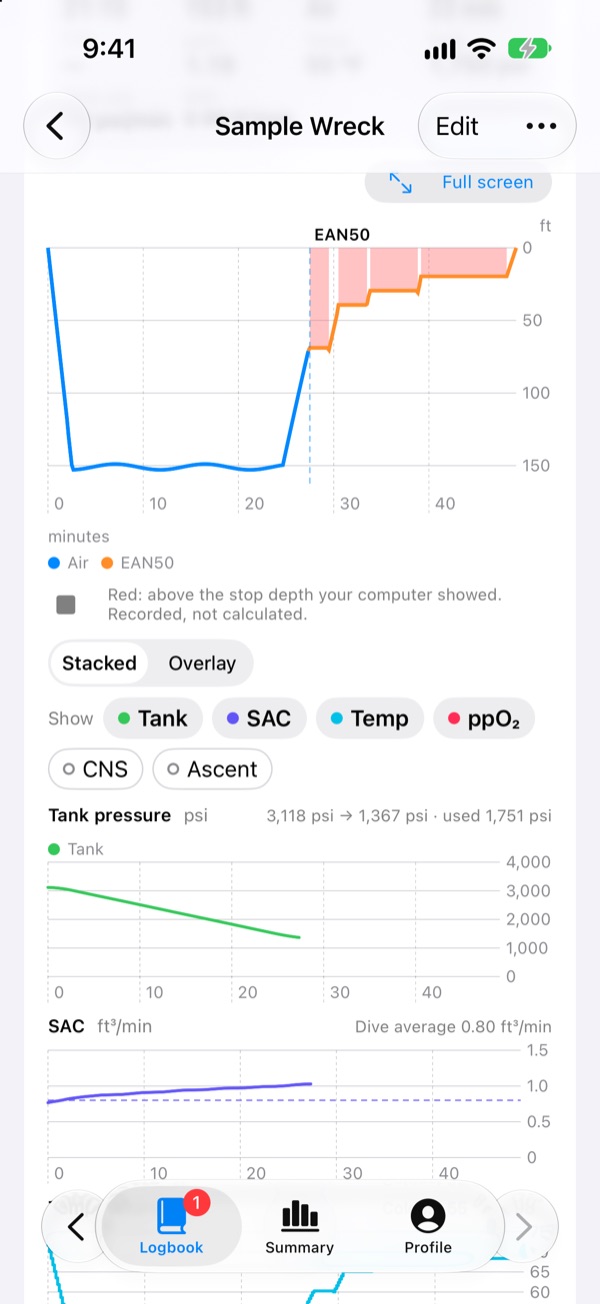 9:41
Sample Wreck
Edit
Full screen
EAN50
ft
0
50
100
150
0 10 20 30 40
minutes
Air EAN50
Red: above the stop depth your computer showed.
Recorded, not calculated.
Stacked Overlay
Show Tank SAC Temp ppO₂
CNS Ascent
Tank pressure psi 3,118 psi → 1,367 psi · used 1,751 psi
Tank
4,000
3,000
2,000
1,000
0
0 10 20 30 40
SAC ft³/min Dive average 0.80 ft³/min
1.5
1.0
0.5
0
0 10 20 30 40
1
Logbook Summary Profile
65
60